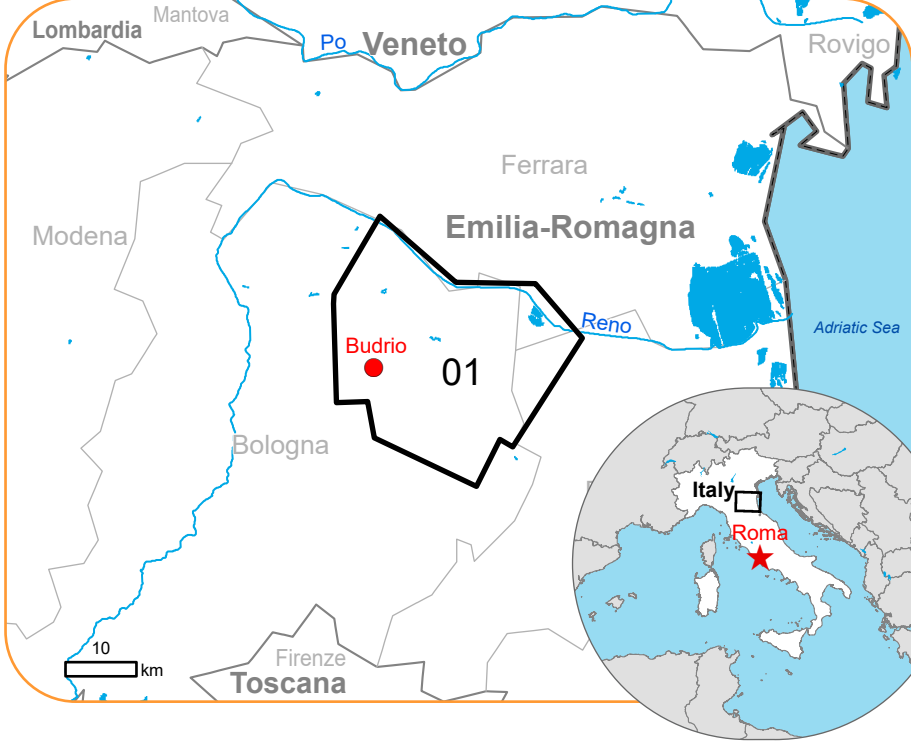 Mantova
Lombardia
Po
Veneto
Rovigo
Ferrara
Modena
Emilia-Romagna
Reno
Adriatic Sea
Budrio
01
Bologna
Italy
Roma
10
km
Firenze
Toscana